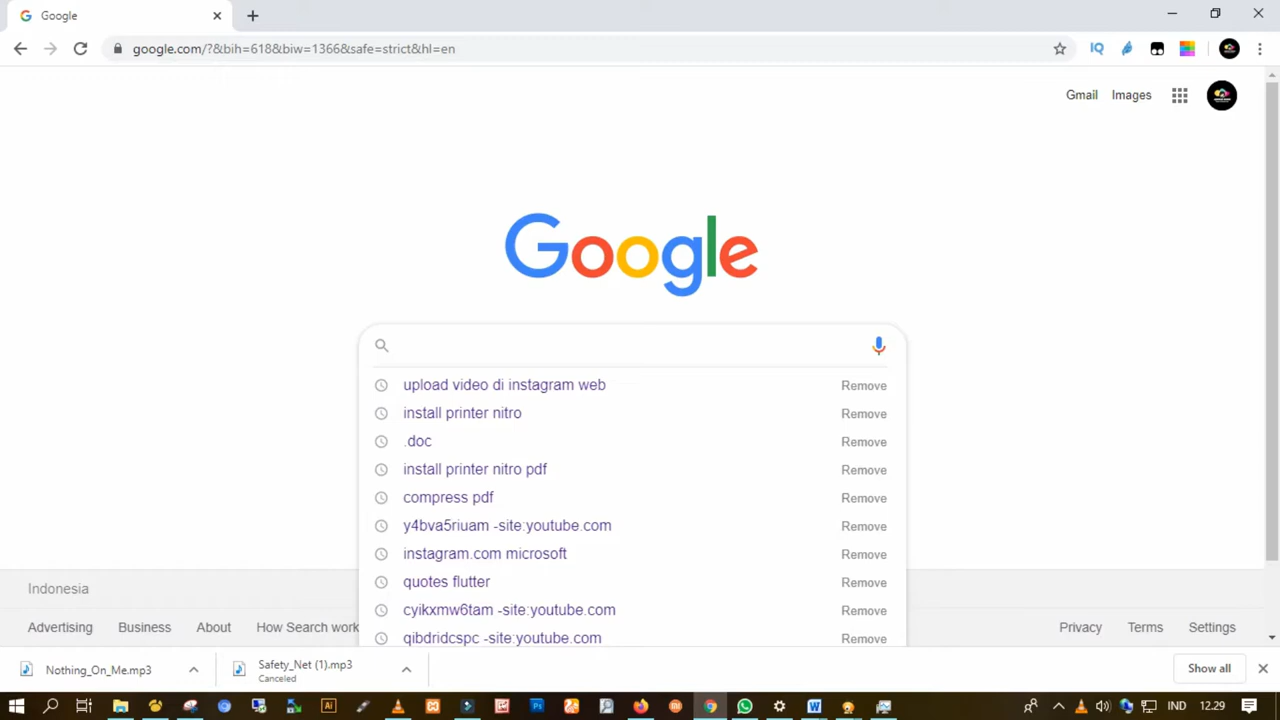 Google
google.com/?&bih=618&biw=1366&safe=strict&hl=en
IQ
Gmail Images
Google
upload video di instagram web Remove
install printer nitro Remove
.doc Remove
install printer nitro pdf Remove
compress pdf Remove
y4bva5riuam -site:youtube.com Remove
instagram.com microsoft Remove
quotes flutter Remove
cyikxmw6tam -site:youtube.com Remove
qibdridcspc -site:youtube.com Remove
Indonesia
Advertising Business About How Search work Privacy Terms Settings
Nothing_On_Me.mp3 Safety_Net (1).mp3 Show all
Canceled
Ai Ps W IND 12.29